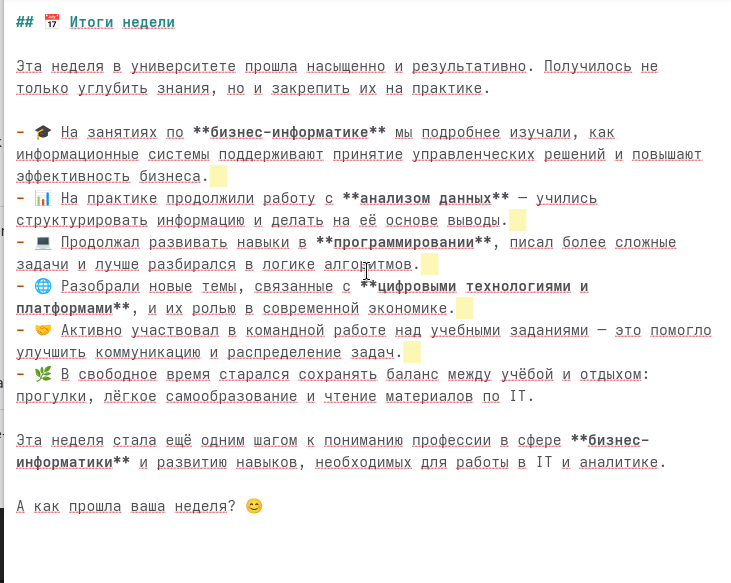 ## 📅 Итоги недели
Эта неделя в университете прошла насыщенно и результативно. Получилось не
только углубить знания, но и закрепить их на практике.
- 🎓 На занятиях по **бизнес-информатике** мы подробнее изучали, как
информационные системы поддерживают принятие управленческих решений и повышают
эффективность бизнеса.
- 📊 На практике продолжили работу с **анализом данных** — учились
структурировать информацию и делать на её основе выводы.
- 💻 Продолжал развивать навыки в **программировании**, писал более сложные
задачи и лучше разбирался в логике алгоритмов.
- 🌐 Разобрали новые темы, связанные с **цифровыми технологиями и
платформами**, и их ролью в современной экономике.
- 🤝 Активно участвовал в командной работе над учебными заданиями — это помогло
улучшить коммуникацию и распределение задач.
- 🌿 В свободное время старался сохранять баланс между учёбой и отдыхом:
прогулки, лёгкое самообразование и чтение материалов по IT.
Эта неделя стала ещё одним шагом к пониманию профессии в сфере **бизнес-
информатики** и развитию навыков, необходимых для работы в IT и аналитике.
А как прошла ваша неделя? 😊